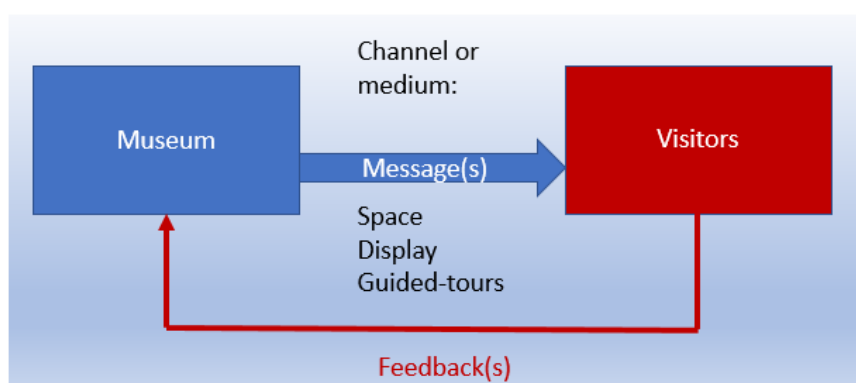 Channel or
medium:
Museum
Visitors
Message(s)
Space
Display
Guided-tours
Feedback(s)